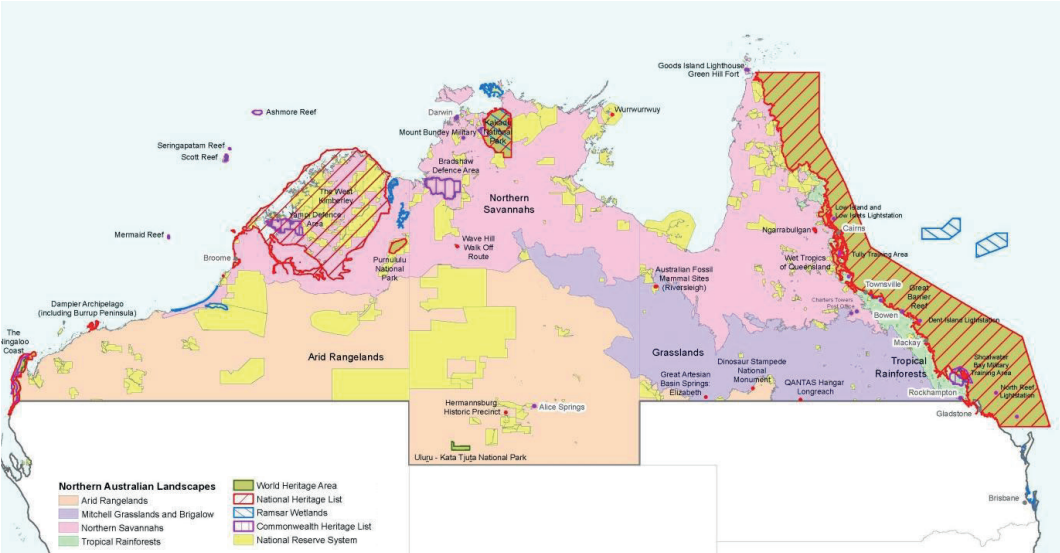 Goods Island Lighthouse
Green Hill Fort
Ashmore Reef
Darwin
Wurrwurrwuy
Kakadu
National
Park
Mount Bundey Military
Seringapatam Reef
Scott Reef
Bradshaw
Defence Area
The West
Kimberley
Northern
Savannahs
Yampi Defence
Area
Low Island and
Low Islets Lightstation
Cairns
Mermaid Reef
Ngarrabullgan
Wave Hill
Walk Off
Route
Tully Training Area
Broome
Purnululu
National
Park
Wet Tropics
of Queensland
Australian Fossil
Mammal Sites
(Riversleigh)
Townsville
Great
Barrier
Reef
Dampier Archipelago
(including Burrup Peninsula)
Charters Towers
Post Office
Bowen
Dent Island Lightstation
The
Ningaloo
Coast
Mackay
Arid Rangelands
Grasslands
Dinosaur Stampede
National
Monument
Tropical
Rainforests
Shoalwater
Bay Military
Training Area
Great Artesian
Basin Springs:
Elizabeth
QANTAS Hangar
Longreach
North Reef
Lightstation
Rockhampton
Hermannsburg
Historic Precinct
Alice Springs
Gladstone
Uluru - Kata Tjuta National Park
Northern Australian Landscapes
Arid Rangelands
Mitchell Grasslands and Brigalow
Northern Savannahs
Tropical Rainforests
World Heritage Area
National Heritage List
Ramsar Wetlands
Commonwealth Heritage List
National Reserve System
Brisbane